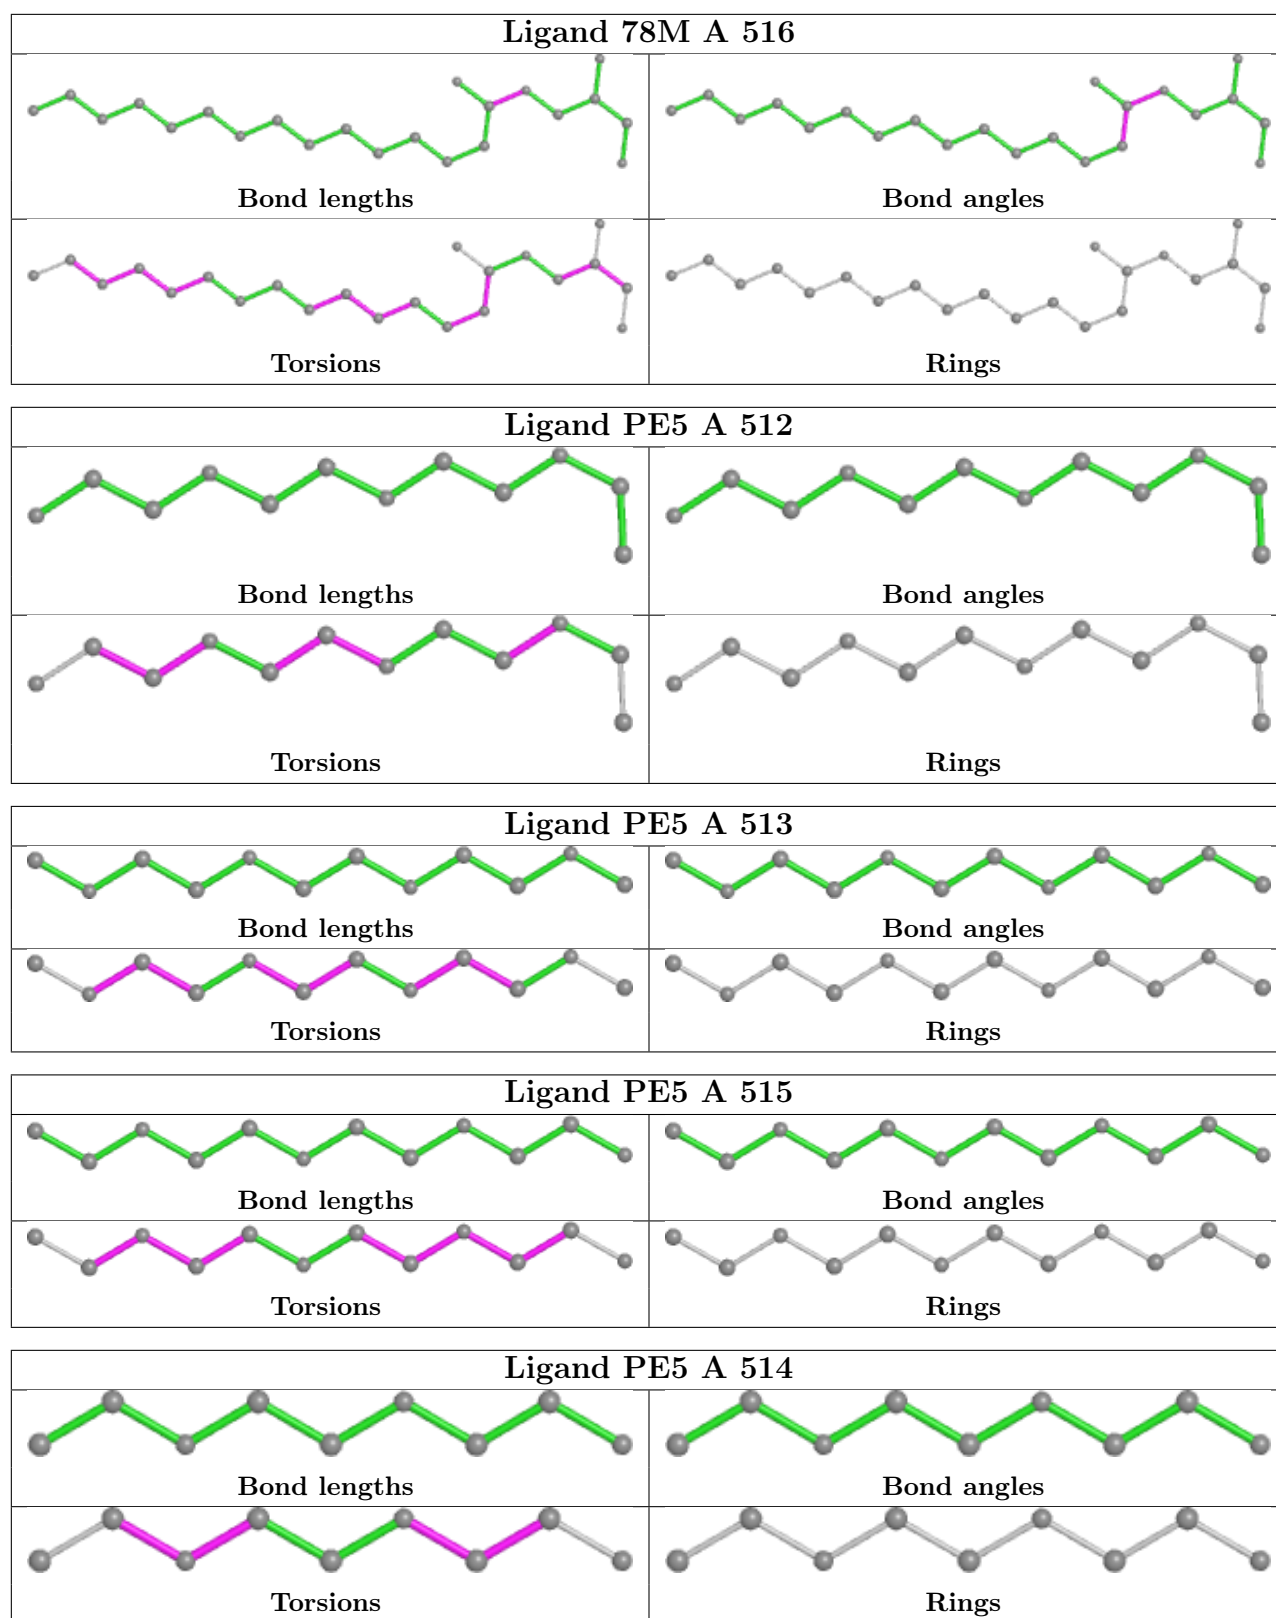 Ligand 78M A 516
Bond lengths
Bond angles
Torsions
Rings
Ligand PE5 A 512
Bond lengths
Bond angles
Torsions
Rings
Ligand PE5 A 513
Bond lengths
Bond angles
Torsions
Rings
Ligand PE5 A 515
Bond lengths
Bond angles
Torsions
Rings
Ligand PE5 A 514
Bond lengths
Bond angles
Torsions
Rings